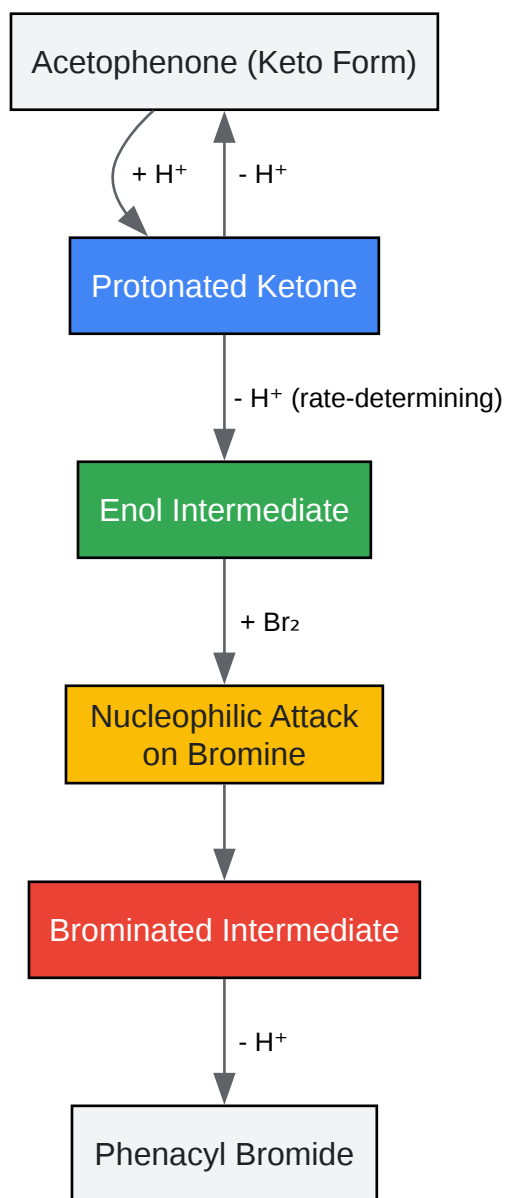 Acetophenone (Keto Form)
+ H⁺
- H⁺
Protonated Ketone
- H⁺ (rate-determining)
Enol Intermediate
+ Br₂
Nucleophilic Attack
on Bromine
Brominated Intermediate
- H⁺
Phenacyl Bromide